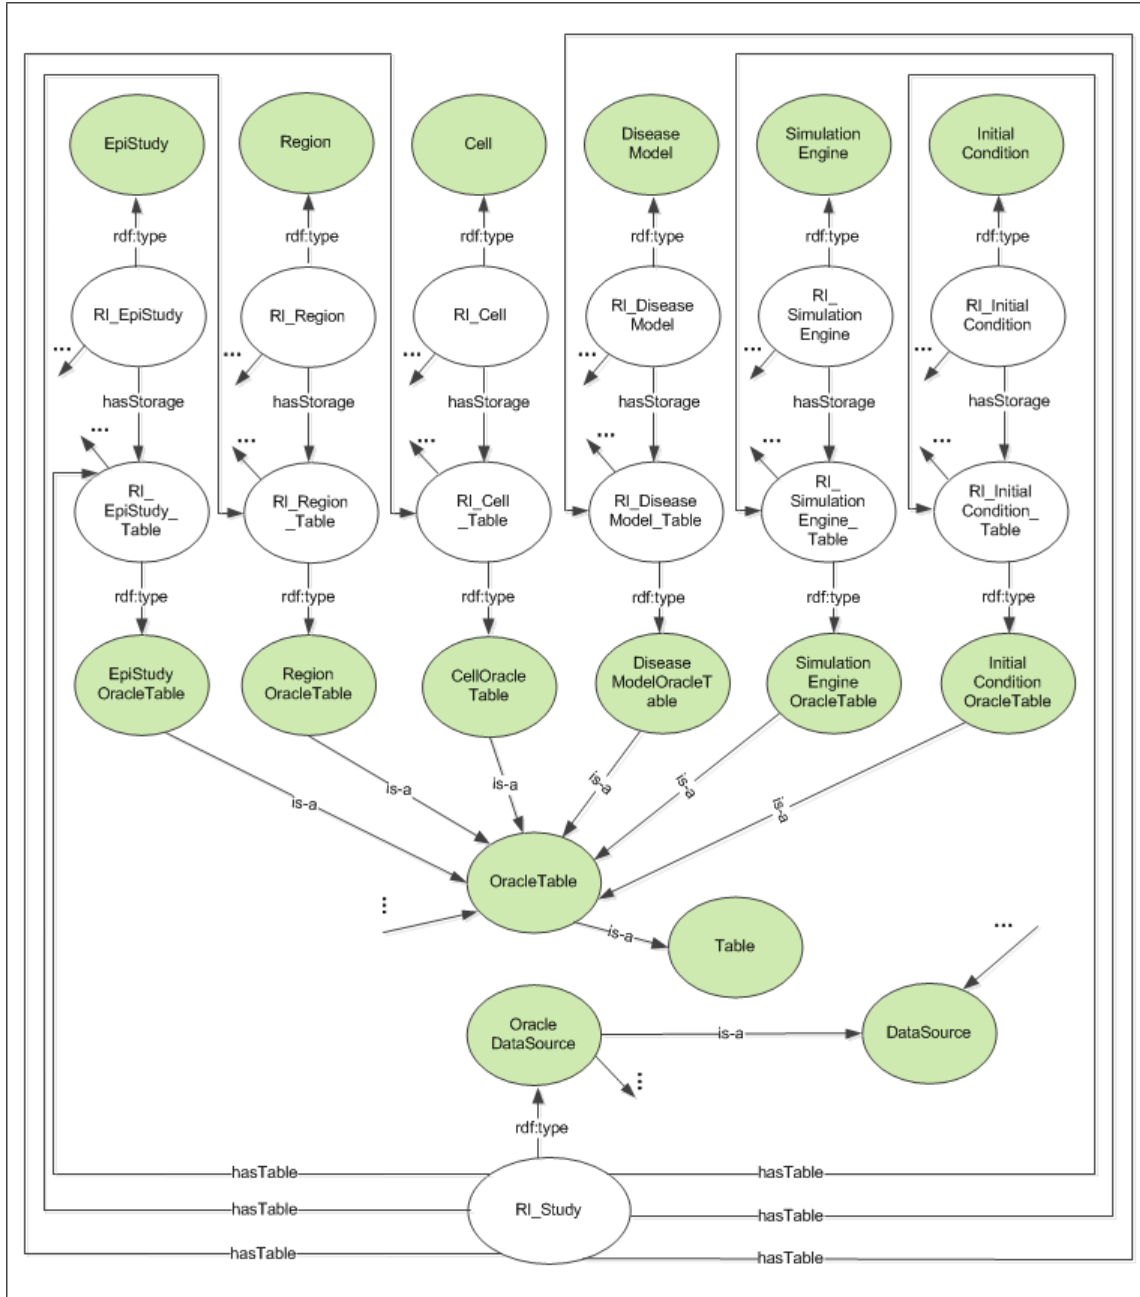 EpiStudy
Region
Cell
Disease
Model
Simulation
Engine
Initial
Condition
rdf:type
rdf:type
rdf:type
rdf:type
rdf:type
rdf:type
RI_EpiStudy
RI_Region
RI_Cell
RI_Disease
Model
RI_
Simulation
Engine
RI_Initial
Condition
...
...
...
...
...
...
hasStorage
hasStorage
hasStorage
hasStorage
hasStorage
hasStorage
...
...
...
...
...
...
RI_
EpiStudy_
Table
RI_Region
_Table
RI_Cell
_Table
RI_Disease
Model_Table
RI_
Simulation
Engine_
Table
RI_Initial
Condition_
Table
rdf:type
rdf:type
rdf:type
rdf:type
rdf:type
rdf:type
EpiStudy
OracleTable
Region
OracleTable
CellOracle
Table
Disease
ModelOracleT
able
Simulation
Engine
OracleTable
Initial
Condition
OracleTable
is-a
is-a
is-a
is-a
is-a
is-a
OracleTable
...
is-a
Table
...
Oracle
DataSource
is-a
DataSource
...
rdf:type
hasTable
hasTable
RI_Study
hasTable
hasTable
hasTable
hasTable